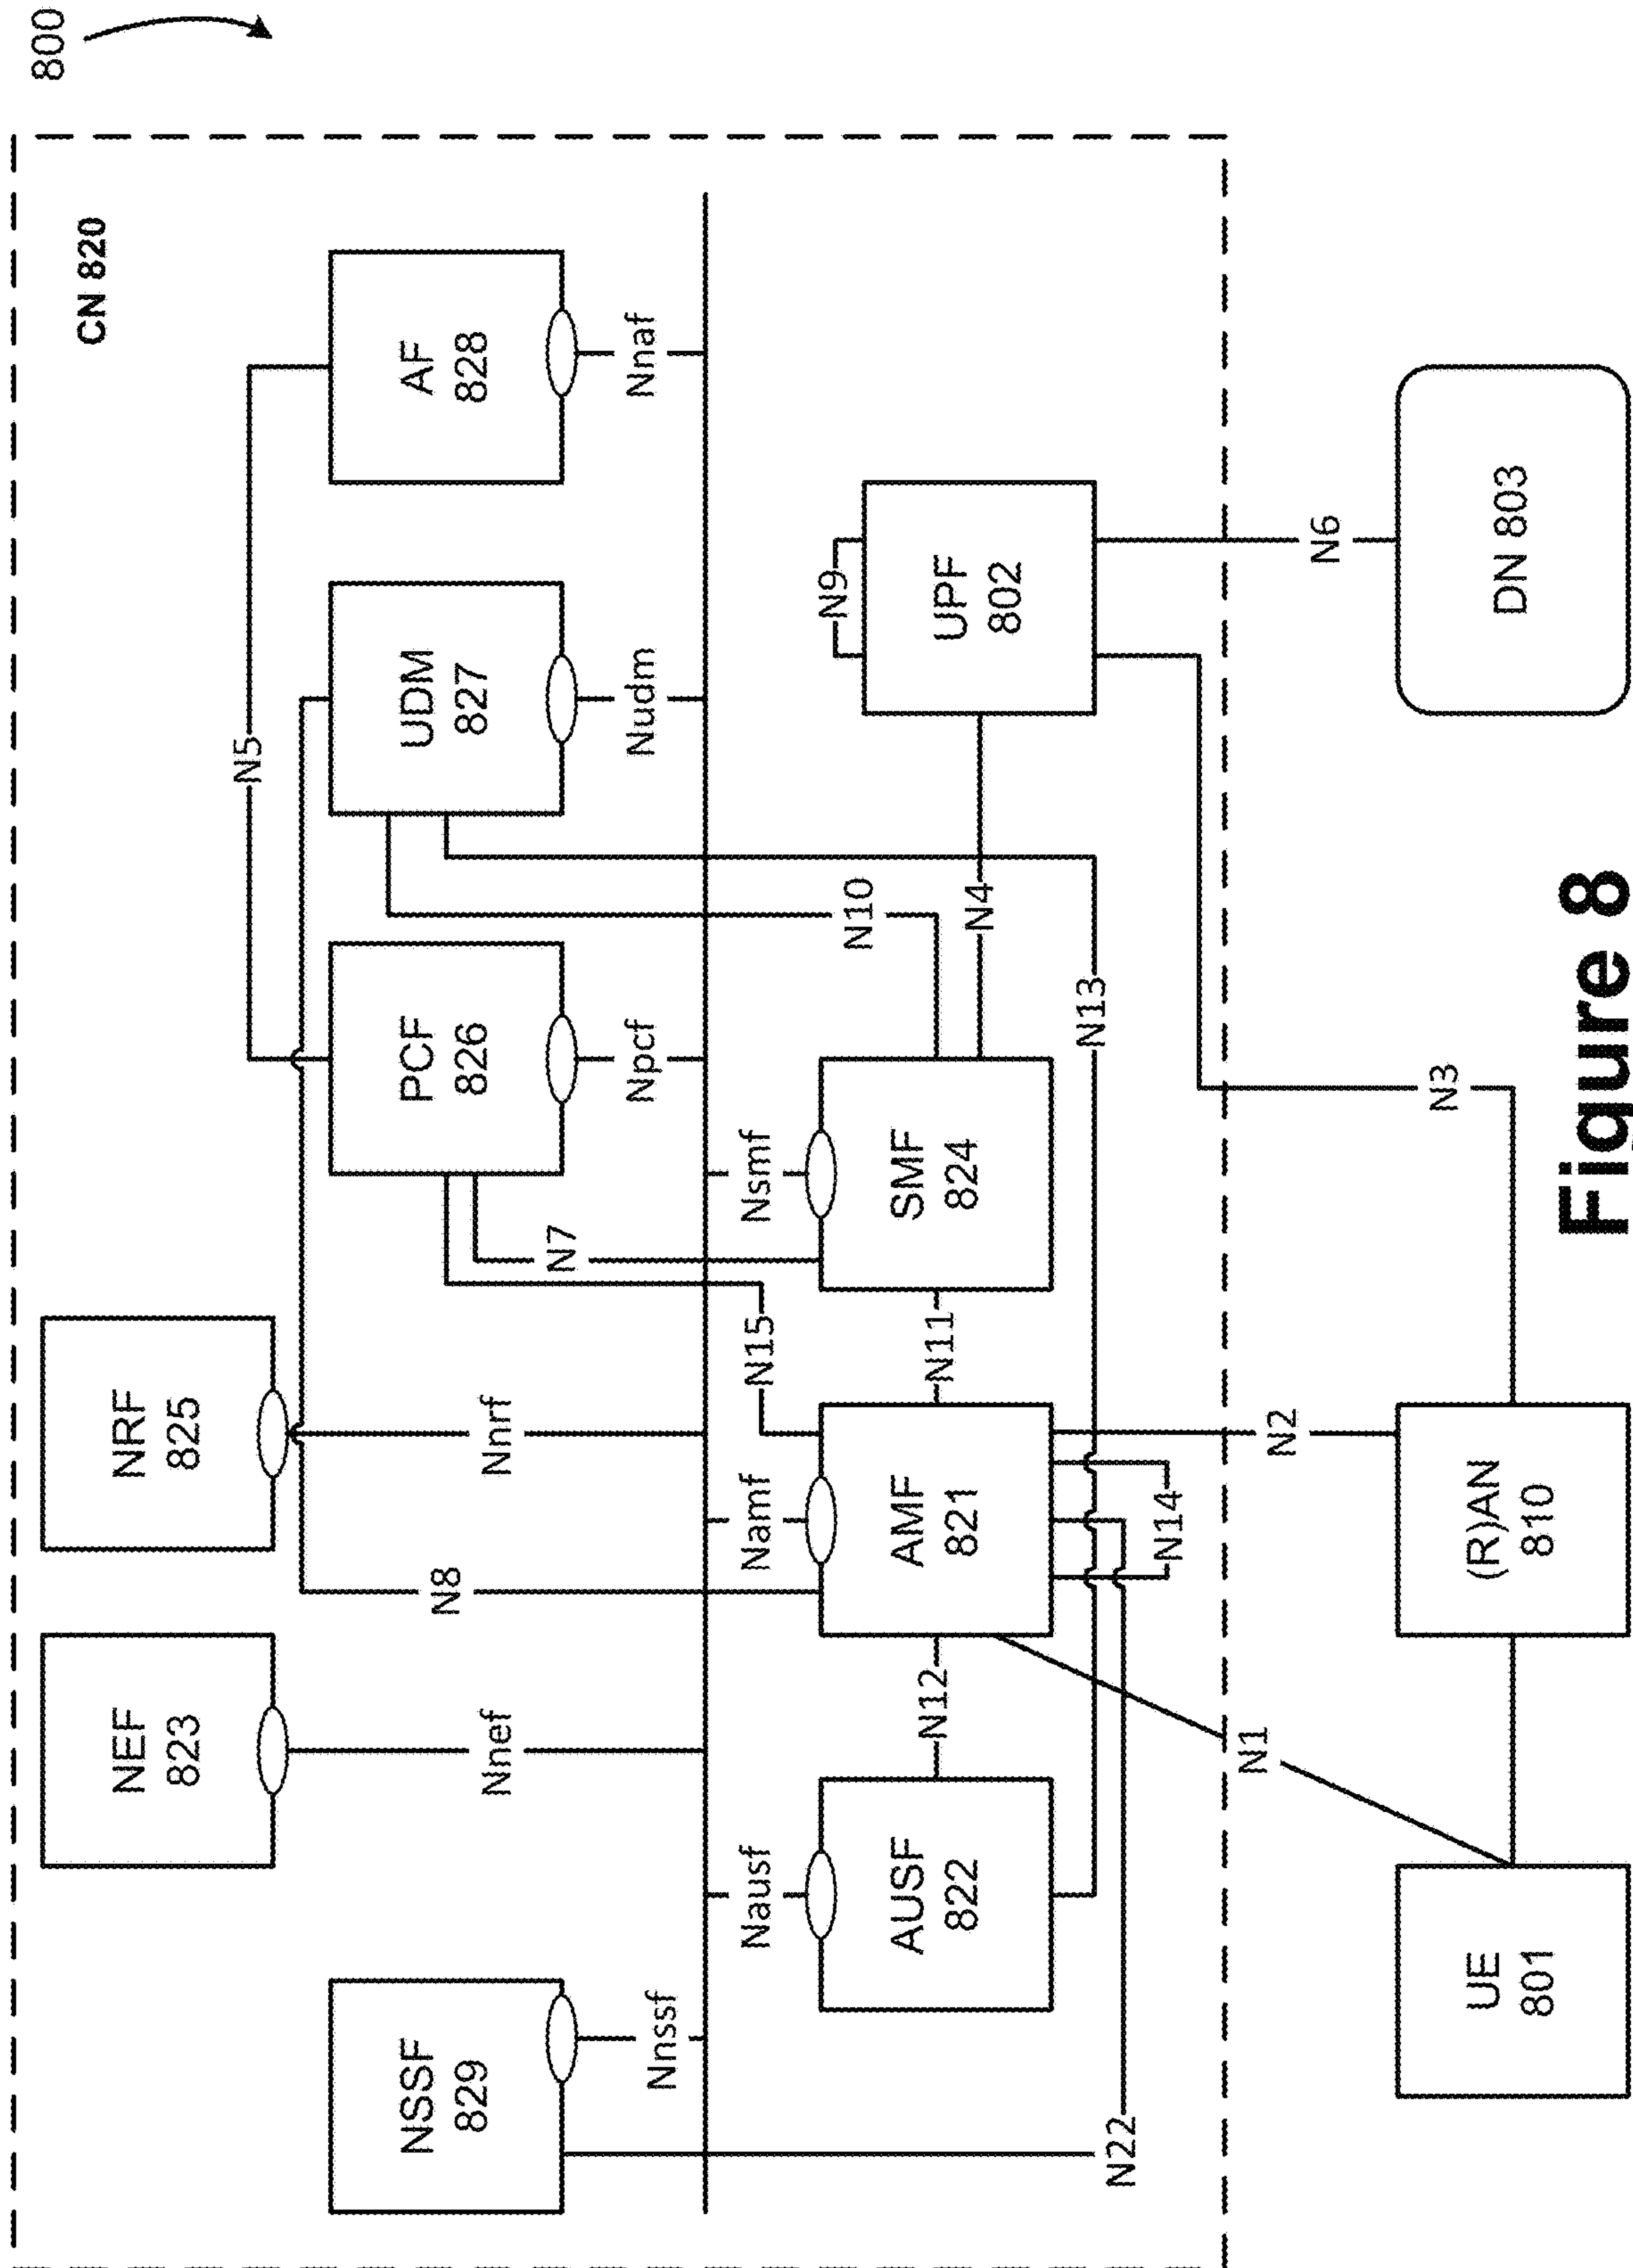 800
CN 820
NEF
823
NRF
825
N5
N8
NSSF
829
PCF
826
UDM
827
AF
828
N7
Nnssf
Nnef
Nnrf
Npcf
Nudm
Nnaf
Nausf
Namf
N15
Nsmf
N10
N9
AUSF
822
N12
AMF
821
N11
SMF
824
N4
UPF
802
N22
N14
N13
N1
N2
N3
N6
UE
801
(R)AN
810
DN 803
Figure 8